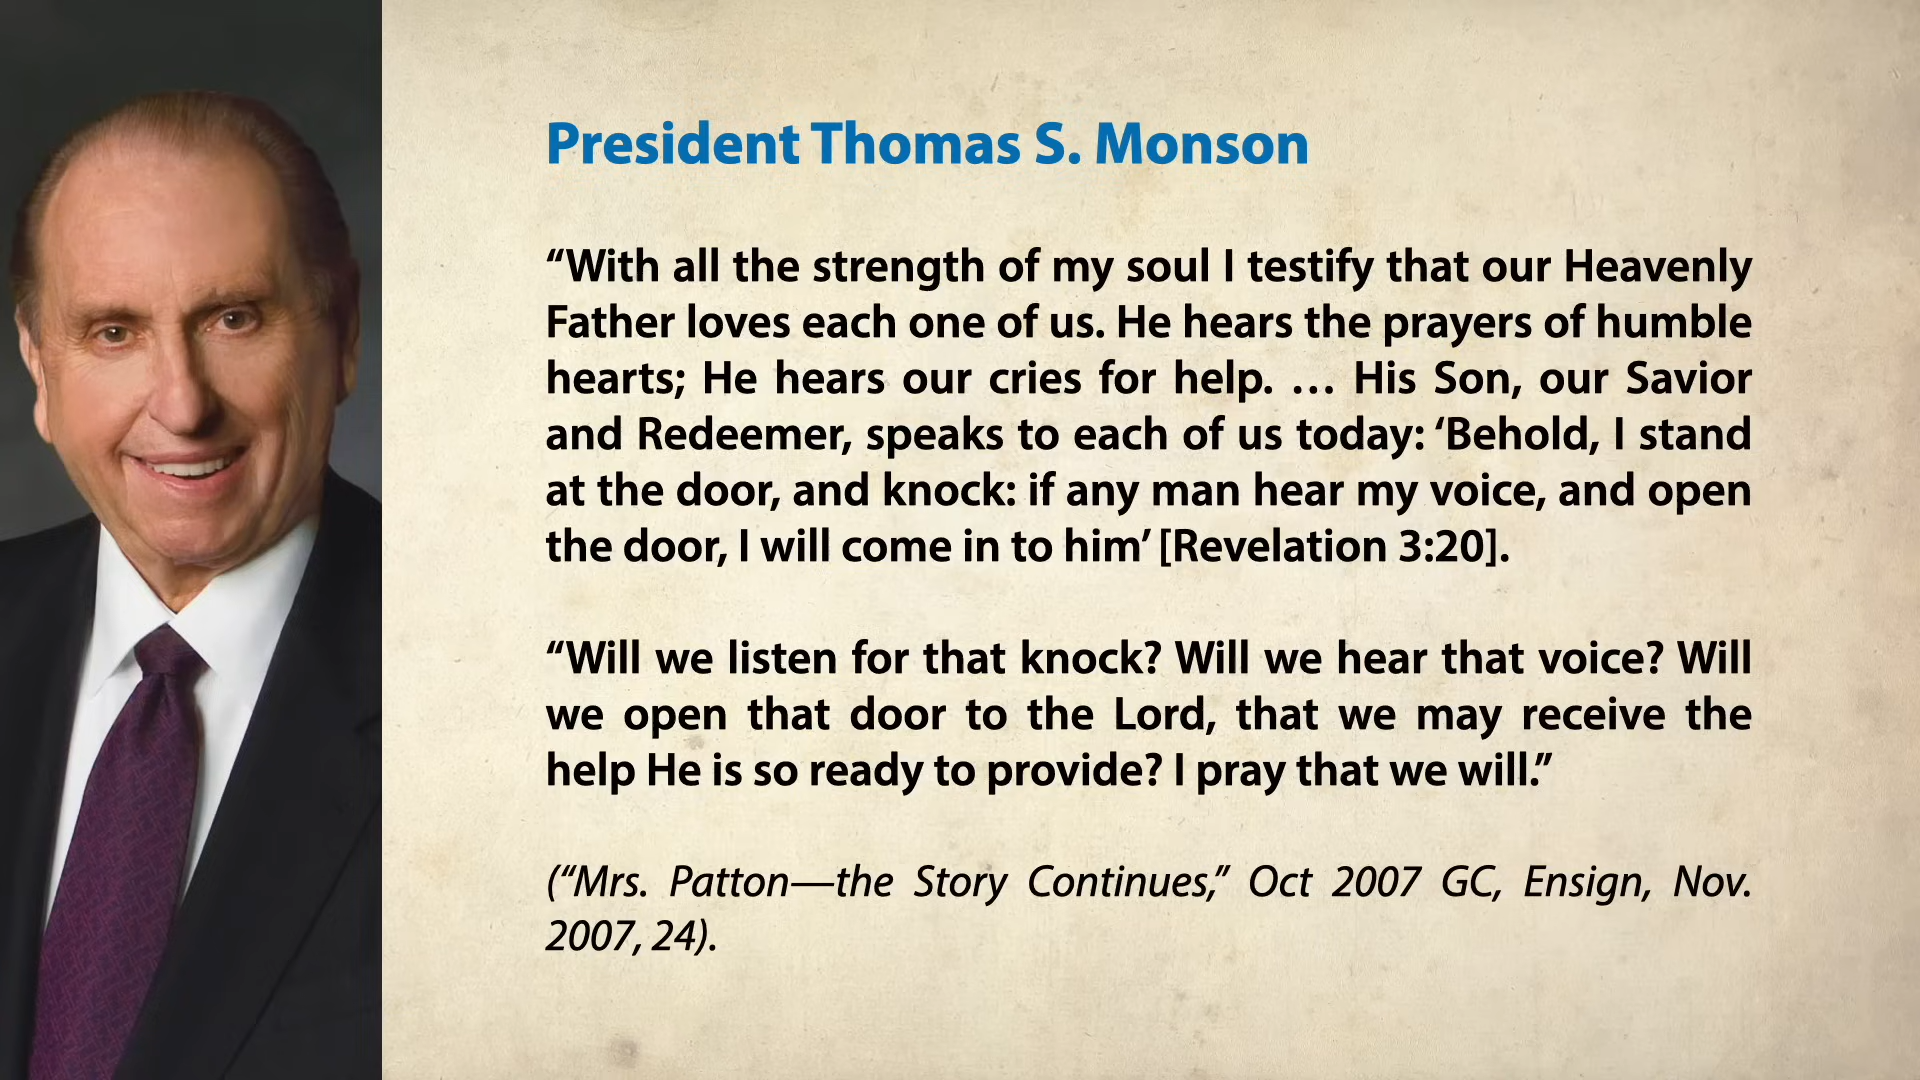 President Thomas S. Monson
“With all the strength of my soul I testify that our Heavenly
Father loves each one of us. He hears the prayers of humble
hearts; He hears our cries for help. … His Son, our Savior
and Redeemer, speaks to each of us today: ‘Behold, I stand
at the door, and knock: if any man hear my voice, and open
the door, I will come in to him’ [Revelation 3:20].
“Will we listen for that knock? Will we hear that voice? Will
we open that door to the Lord, that we may receive the
help He is so ready to provide? I pray that we will.”
(“Mrs. Patton—the Story Continues,” Oct 2007 GC, Ensign, Nov.
2007, 24).